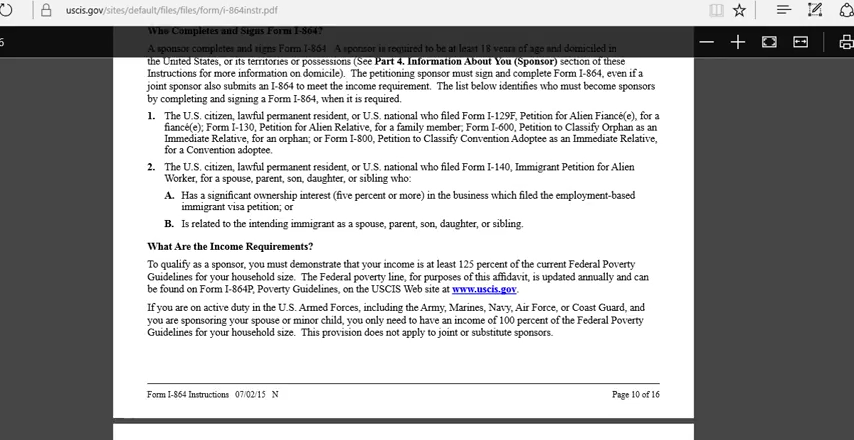 uscis.gov/sites/default/files/files/form/i-864instr.pdf
6
Who Completes and Signs Form I-864?
A sponsor completes and signs Form I-864 A sponsor is required to be at least 18 years of age and domiciled in
the United States, or its territories or possessions (See Part 4. Information About You (Sponsor) section of these
Instructions for more information on domicile). The petitioning sponsor must sign and complete Form I-864, even if a
joint sponsor also submits an I-864 to meet the income requirement. The list below identifies who must become sponsors
by completing and signing a Form I-864, when it is required.
1. The U.S. citizen, lawful permanent resident, or U.S. national who filed Form I-129F, Petition for Alien Fiancé(e), for a
fiancé(e); Form I-130, Petition for Alien Relative, for a family member; Form I-600, Petition to Classify Orphan as an
Immediate Relative, for an orphan; or Form I-800, Petition to Classify Convention Adoptee as an Immediate Relative,
for a Convention adoptee.
2. The U.S. citizen, lawful permanent resident, or U.S. national who filed Form I-140, Immigrant Petition for Alien
Worker, for a spouse, parent, son, daughter, or sibling who:
A. Has a significant ownership interest (five percent or more) in the business which filed the employment-based
immigrant visa petition; or
B. Is related to the intending immigrant as a spouse, parent, son, daughter, or sibling.
What Are the Income Requirements?
To qualify as a sponsor, you must demonstrate that your income is at least 125 percent of the current Federal Poverty
Guidelines for your household size. The Federal poverty line, for purposes of this affidavit, is updated annually and can
be found on Form I-864P, Poverty Guidelines, on the USCIS Web site at www.uscis.gov.
If you are on active duty in the U.S. Armed Forces, including the Army, Marines, Navy, Air Force, or Coast Guard, and
you are sponsoring your spouse or minor child, you only need to have an income of 100 percent of the Federal Poverty
Guidelines for your household size. This provision does not apply to joint or substitute sponsors.
Form I-864 Instructions 07/02/15 N
Page 10 of 16